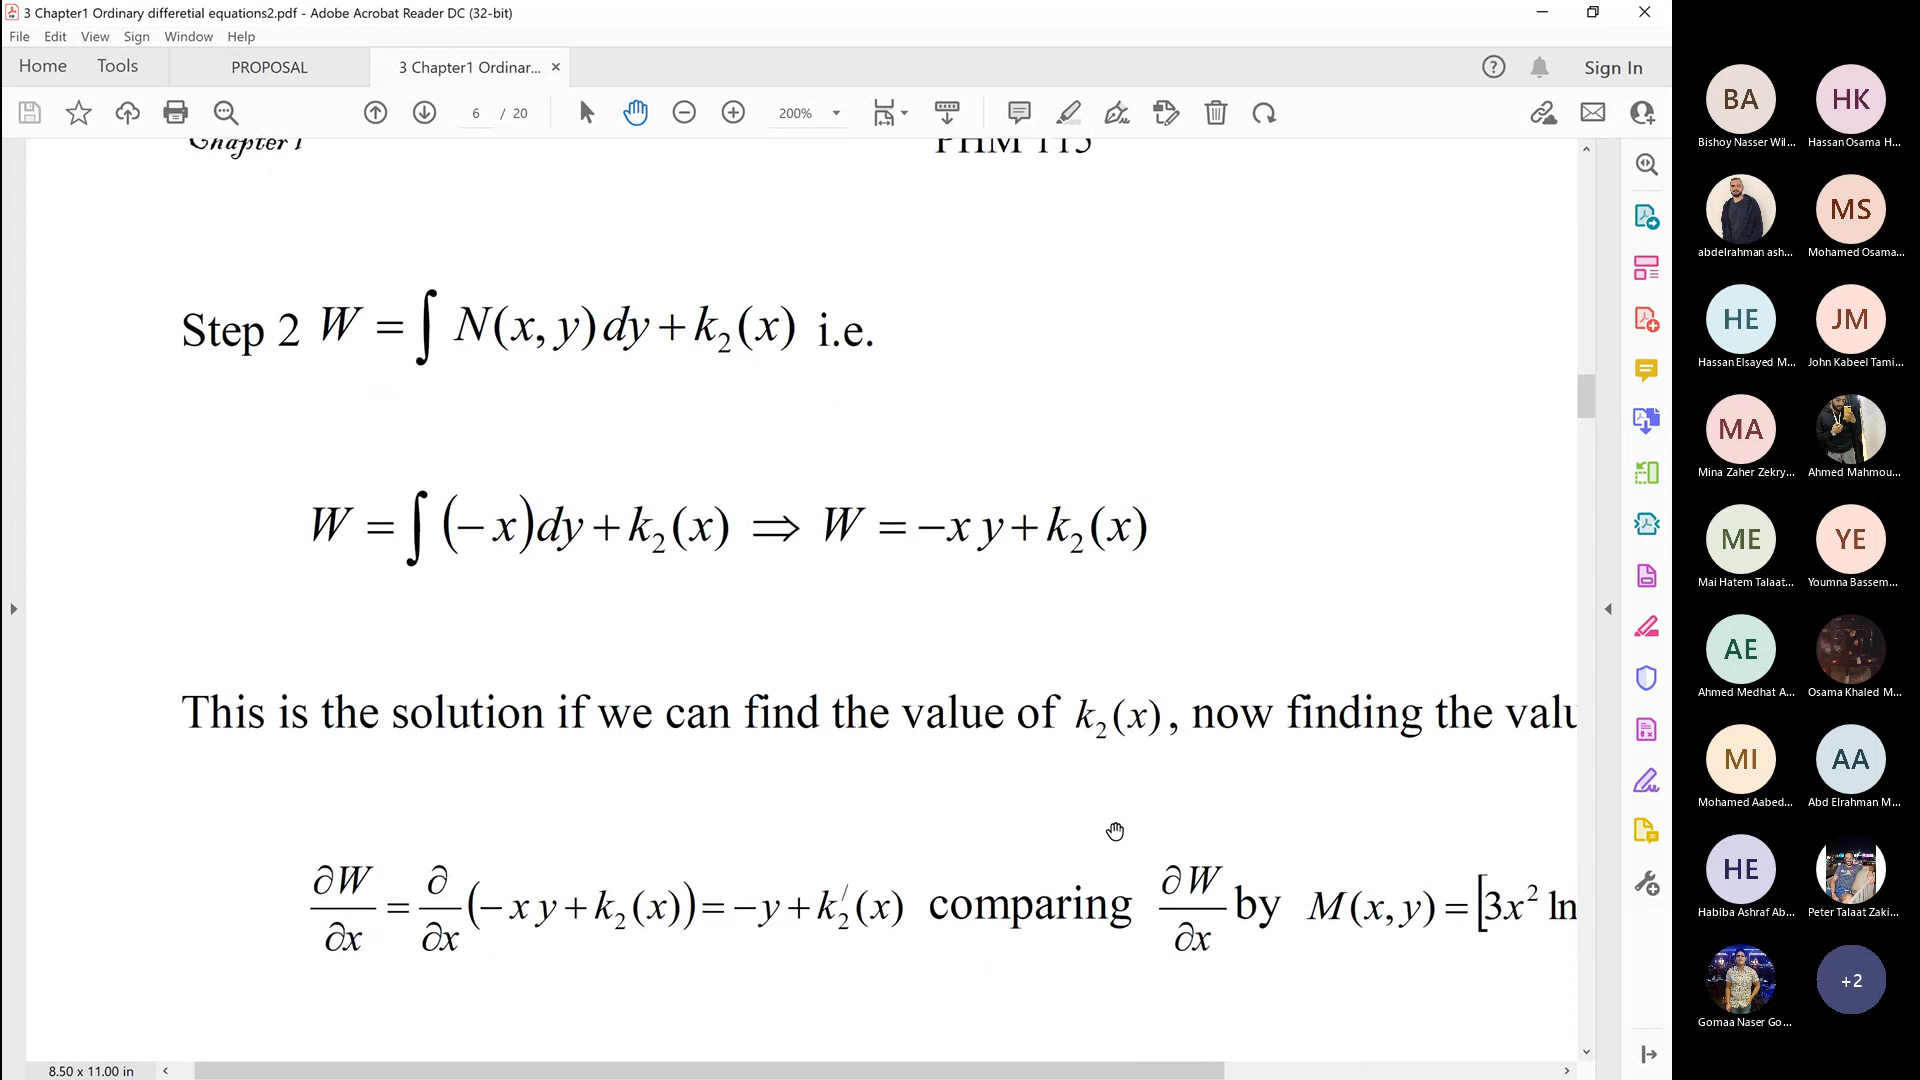 3 Chapter1 Ordinary differetial equations2.pdf - Adobe Acrobat Reader DC (32-bit)
File Edit View Sign Window Help
Home Tools PROPOSAL 3 Chapter1 Ordinar... × Sign In
6 / 20 200%
Chapter 1 PHM 115
Step 2 W = ∫ N(x, y) dy + k₂(x) i.e.
W = ∫ (− x) dy + k₂(x) ⇒ W = −x y + k₂(x)
This is the solution if we can find the value of k₂(x), now finding the valu
∂W/∂x = ∂/∂x (− x y + k₂(x)) = −y + k₂′(x) comparing ∂W/∂x by M(x, y) = [3x² ln
8.50 x 11.00 in
BA HK
Bishoy Nasser Wil... Hassan Osama H...
MS
abdelrahman ash... Mohamed Osama...
HE JM
Hassan Elsayed M... John Kabeel Tami...
MA
Mina Zaher Zekry... Ahmed Mahmou...
ME YE
Mai Hatem Talaat... Youmna Bassem...
AE
Ahmed Medhat A... Osama Khaled M...
MI AA
Mohamed Aabed... Abd Elrahman M...
HE
Habiba Ashraf Ab... Peter Talaat Zaki...
+2
Gomaa Naser Go...